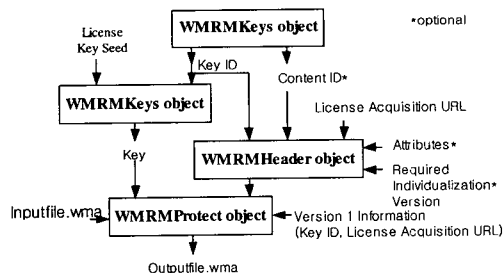 License
Key Seed
WMRMKeys object
*optional
Key ID
Content ID*
WMRMKeys object
License Acquisition URL
Key
WMRMHeader object
Attributes*
Required
Individualization*
Version
Inputfile.wma
WMRMProtect object
Version 1 Information
(Key ID, License Acquisition URL)
Outputfile.wma